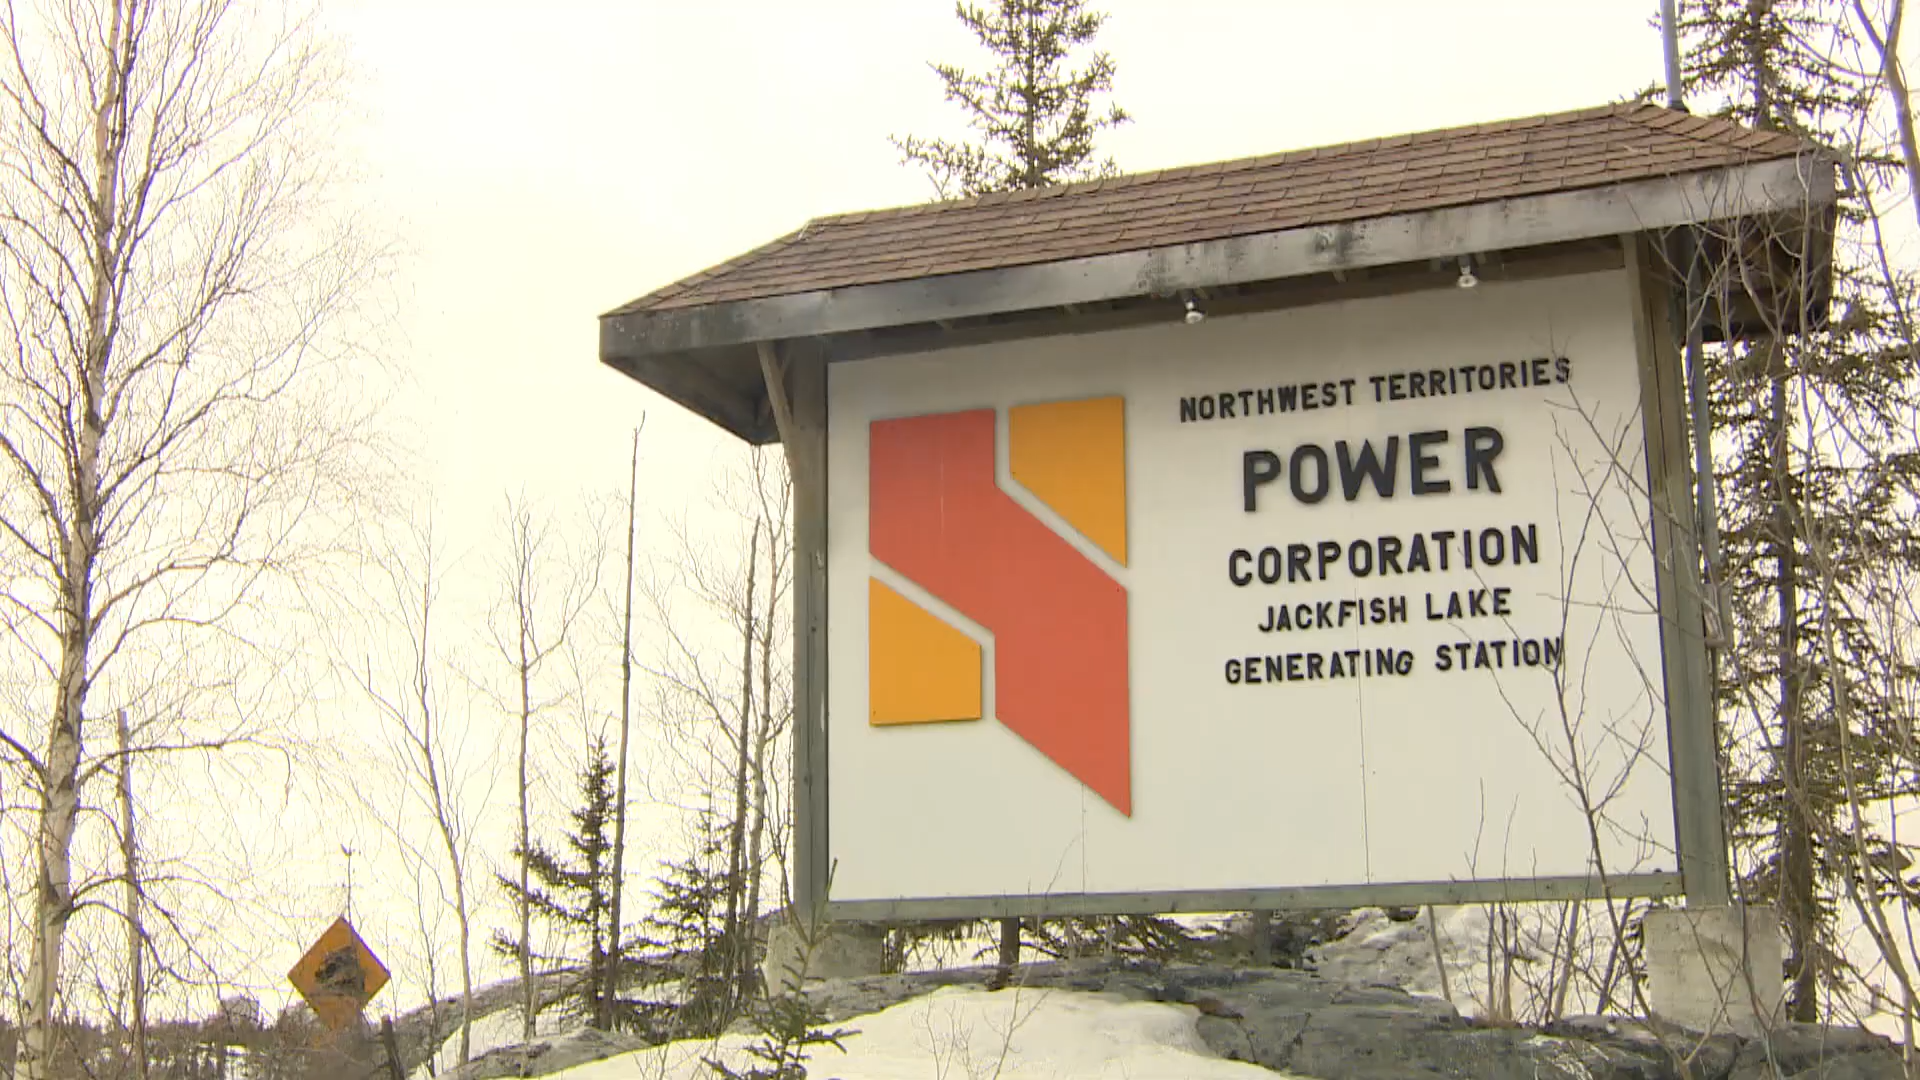 NORTHWEST TERRITORIES
POWER
CORPORATION
JACKFISH LAKE
GENERATING STATION